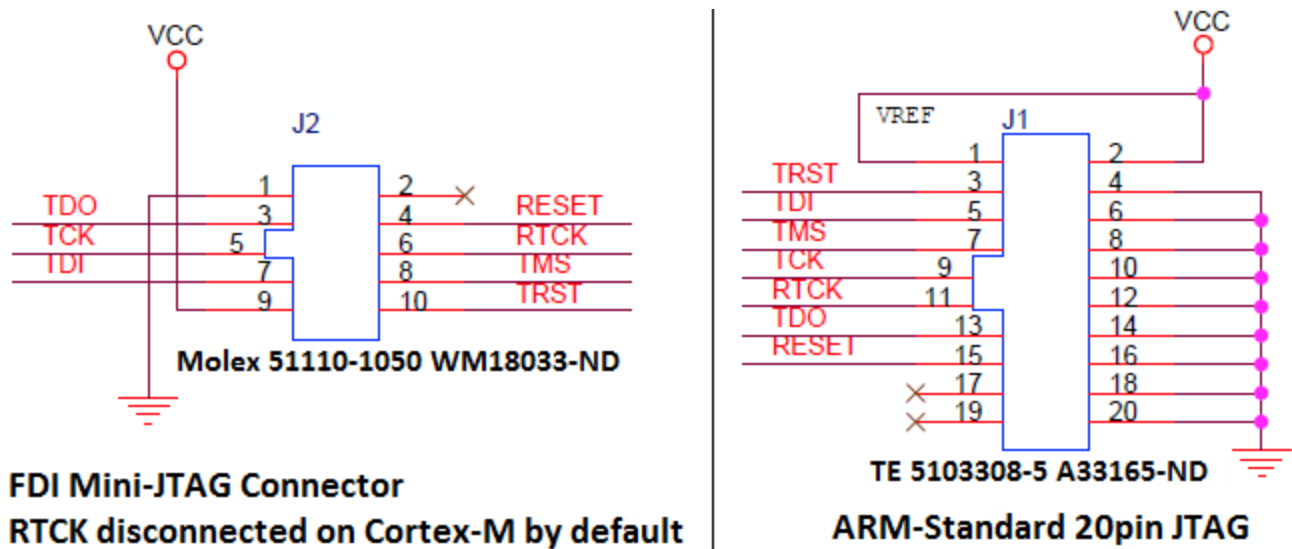 VCC
J2
1 2
TDO 3 4 RESET
TCK 5 6 RTCK
TDI 7 8 TMS
9 10 TRST
Molex 51110-1050 WM18033-ND
FDI Mini-JTAG Connector
RTCK disconnected on Cortex-M by default
VCC
VREF J1
1 2
TRST 3 4
TDI 5 6
TMS 7 8
TCK 9 10
RTCK 11 12
TDO 13 14
RESET 15 16
17 18
19 20
TE 5103308-5 A33165-ND
ARM-Standard 20pin JTAG